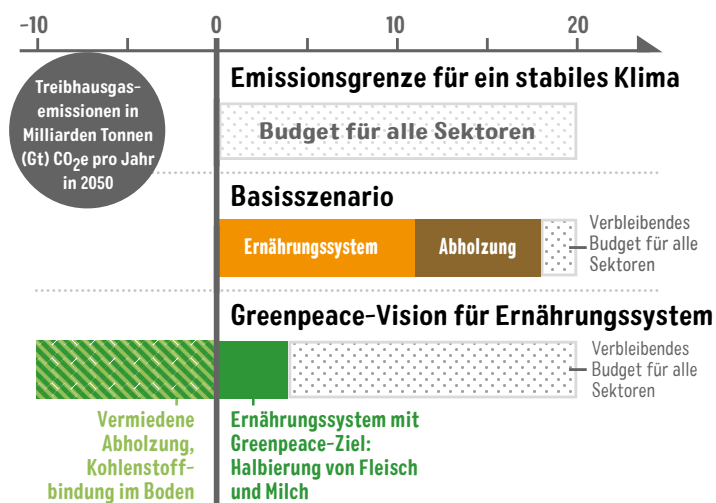 -10 0 10 20
Treibhausgas-
emissionen in
Milliarden Tonnen
(Gt) CO₂e pro Jahr
in 2050
Emissionsgrenze für ein stabiles Klima
Budget für alle Sektoren
Basisszenario
Ernährungssystem
Abholzung
Verbleibendes
Budget für alle
Sektoren
Greenpeace-Vision für Ernährungssystem
Verbleibendes
Budget für alle
Sektoren
Vermiedene
Abholzung,
Kohlenstoff-
bindung im Boden
Ernährungssystem mit
Greenpeace-Ziel:
Halbierung von Fleisch
und Milch